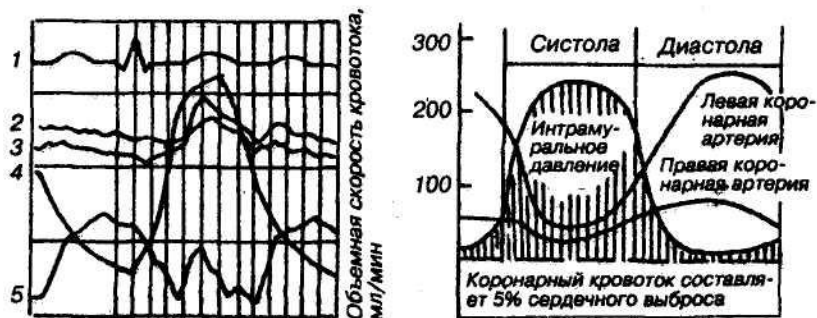 1
2
3
4
5
Объемная скорость кровотока,
мл/мин
300
200
100
Систола
Диастола
Интраму-
ральное
давление
Левая коро-
нарная
артерия
Правая коро-
нарная артерия
Коронарный кровоток составля-
ет 5% сердечного выброса